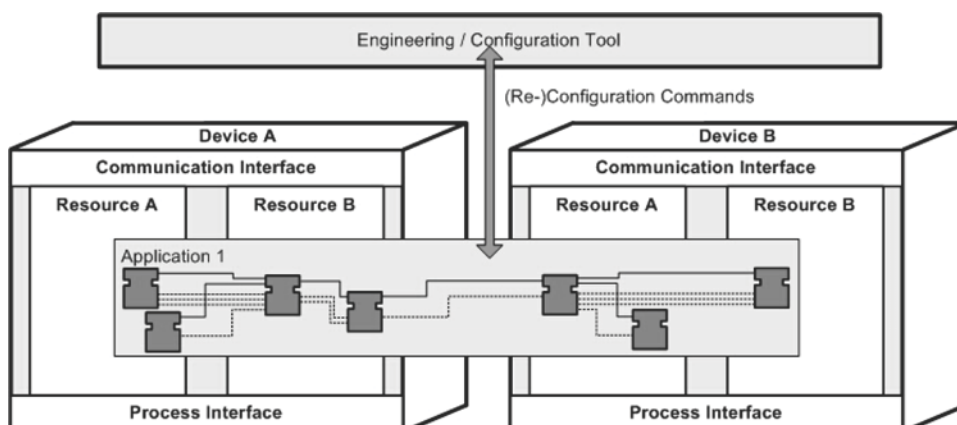 Engineering / Configuration Tool
(Re-)Configuration Commands
Device A
Device B
Communication Interface
Communication Interface
Resource A
Resource B
Resource A
Resource B
Application 1
Process Interface
Process Interface